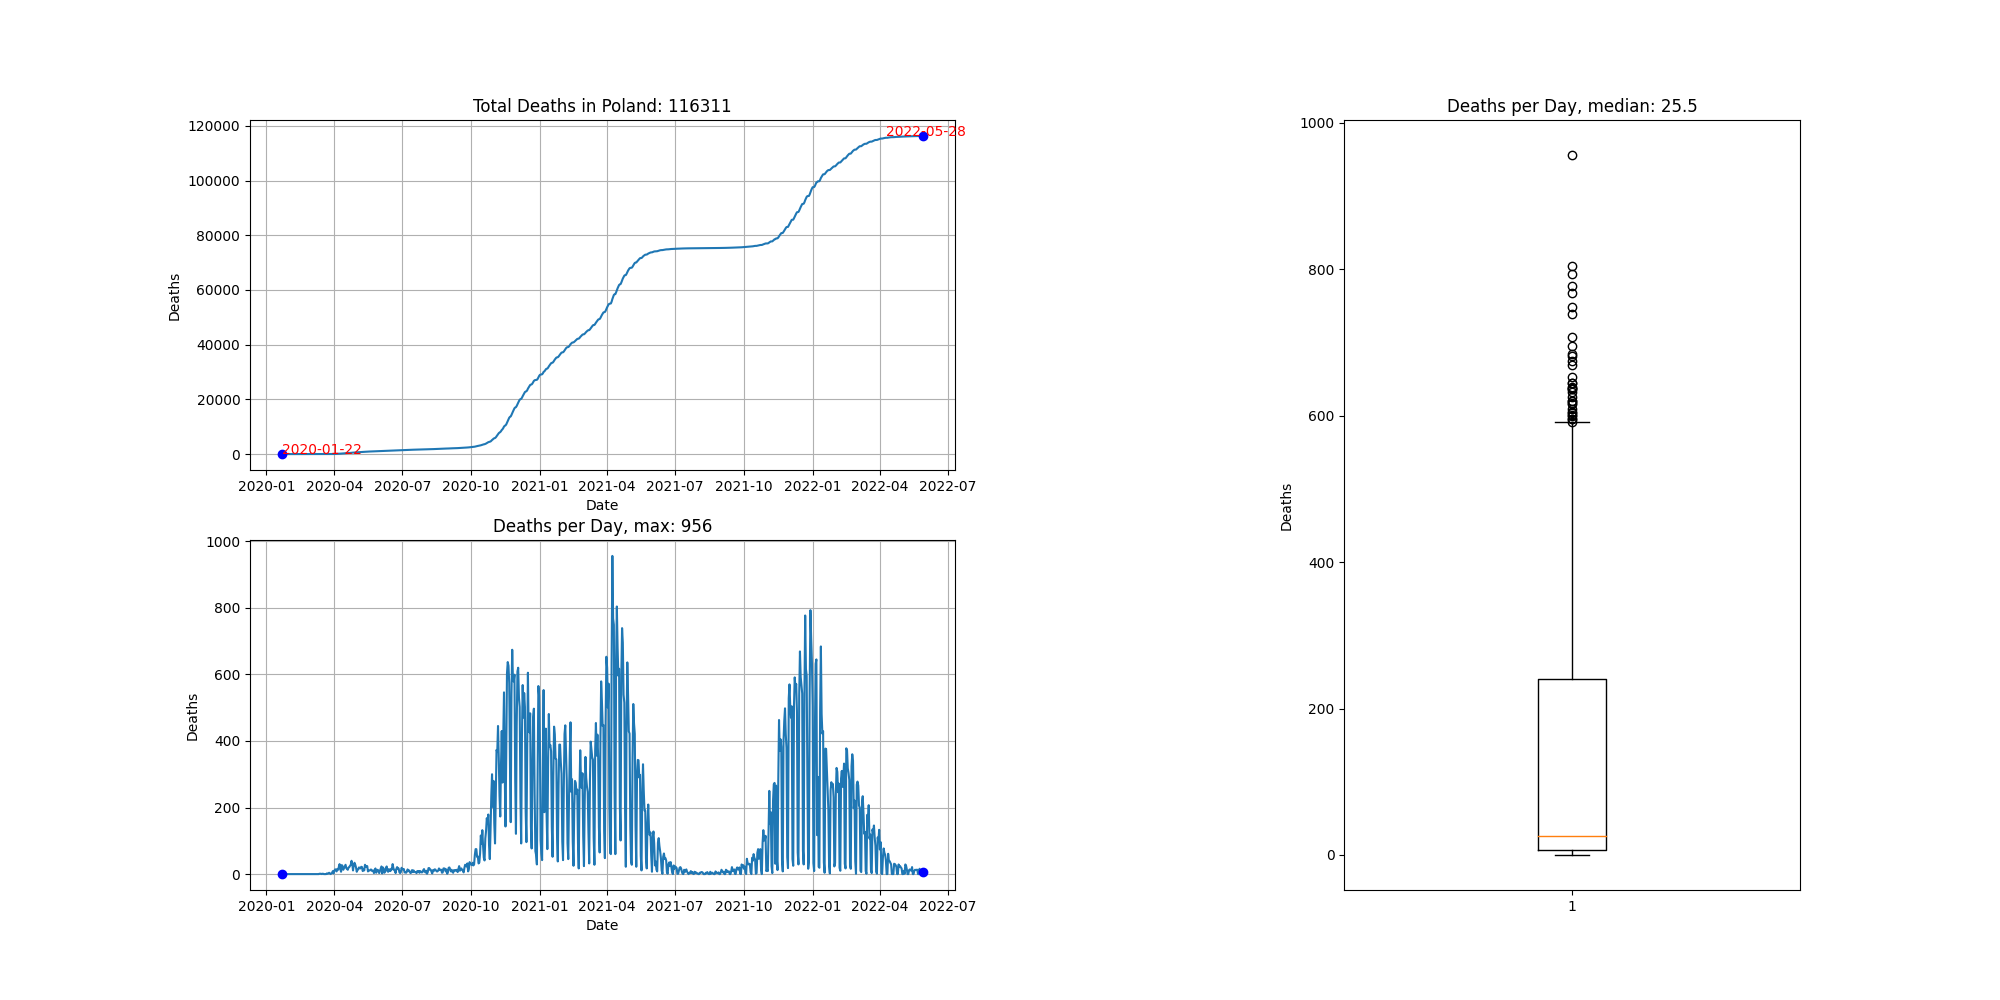 Total Deaths in Poland: 116311
120000
100000
80000
60000
40000
20000
0
Deaths
2020-01-22
2022-05-28
2020-01 2020-04 2020-07 2020-10 2021-01 2021-04 2021-07 2021-10 2022-01 2022-04 2022-07
Date
Deaths per Day, max: 956
1000
800
600
400
200
0
Deaths
2020-01 2020-04 2020-07 2020-10 2021-01 2021-04 2021-07 2021-10 2022-01 2022-04 2022-07
Date
Deaths per Day, median: 25.5
1000
800
600
400
200
0
Deaths
1